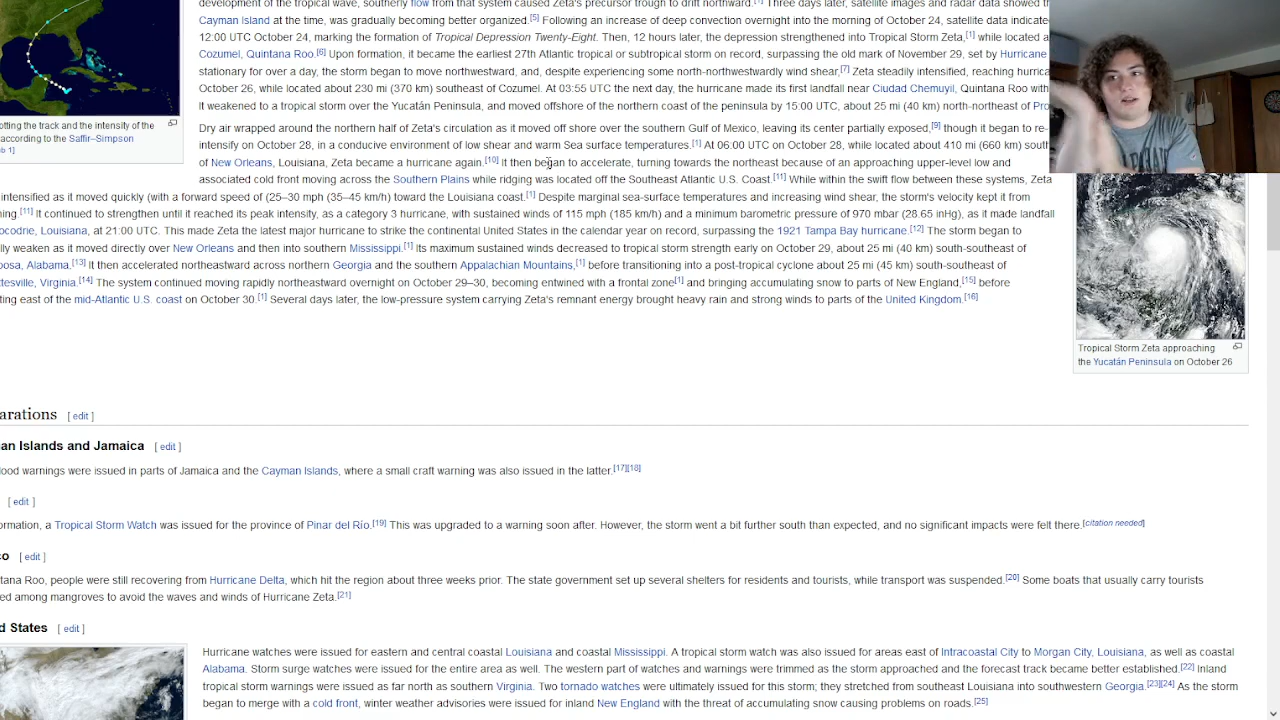 development of the tropical wave, southerly flow from that system caused Zeta's precursor trough to drift northward.[1] Three days later, satellite images and radar data showed th
Cayman Island at the time, was gradually becoming better organized.[5] Following an increase of deep convection overnight into the morning of October 24, satellite data indicate
12:00 UTC October 24, marking the formation of Tropical Depression Twenty-Eight. Then, 12 hours later, the depression strengthened into Tropical Storm Zeta,[1] while located a
Cozumel, Quintana Roo.[6] Upon formation, it became the earliest 27th Atlantic tropical or subtropical storm on record, surpassing the old mark of November 29, set by Hurricane
stationary for over a day, the storm began to move northwestward, and, despite experiencing some north-northwestwardly wind shear,[7] Zeta steadily intensified, reaching hurrica
October 26, while located about 230 mi (370 km) southeast of Cozumel. At 03:55 UTC the next day, the hurricane made its first landfall near Ciudad Chemuyil, Quintana Roo with
It weakened to a tropical storm over the Yucatán Peninsula, and moved offshore of the northern coast of the peninsula by 15:00 UTC, about 25 mi (40 km) north-northeast of Pro
otting the track and the intensity of the
according to the Saffir–Simpson
b 1]
Dry air wrapped around the northern half of Zeta's circulation as it moved off shore over the southern Gulf of Mexico, leaving its center partially exposed,[9] though it began to re-
intensify on October 28, in a conducive environment of low shear and warm Sea surface temperatures.[1] At 06:00 UTC on October 28, while located about 410 mi (660 km) south
of New Orleans, Louisiana, Zeta became a hurricane again.[10] It then began to accelerate, turning towards the northeast because of an approaching upper-level low and
associated cold front moving across the Southern Plains while ridging was located off the Southeast Atlantic U.S. Coast.[11] While within the swift flow between these systems, Zeta
intensified as it moved quickly (with a forward speed of (25–30 mph (35–45 km/h) toward the Louisiana coast.[1] Despite marginal sea-surface temperatures and increasing wind shear, the storm's velocity kept it from
ning.[11] It continued to strengthen until it reached its peak intensity, as a category 3 hurricane, with sustained winds of 115 mph (185 km/h) and a minimum barometric pressure of 970 mbar (28.65 inHg), as it made landfall
ocodrie, Louisiana, at 21:00 UTC. This made Zeta the latest major hurricane to strike the continental United States in the calendar year on record, surpassing the 1921 Tampa Bay hurricane.[12] The storm began to
lly weaken as it moved directly over New Orleans and then into southern Mississippi.[1] Its maximum sustained winds decreased to tropical storm strength early on October 29, about 25 mi (40 km) south-southeast of
oosa, Alabama.[13] It then accelerated northeastward across northern Georgia and the southern Appalachian Mountains,[1] before transitioning into a post-tropical cyclone about 25 mi (45 km) south-southeast of
ttesville, Virginia.[14] The system continued moving rapidly northeastward overnight on October 29–30, becoming entwined with a frontal zone[1] and bringing accumulating snow to parts of New England,[15] before
ting east of the mid-Atlantic U.S. coast on October 30.[1] Several days later, the low-pressure system carrying Zeta's remnant energy brought heavy rain and strong winds to parts of the United Kingdom.[16]
Tropical Storm Zeta approaching
the Yucatán Peninsula on October 26
arations [ edit ]
an Islands and Jamaica [ edit ]
lood warnings were issued in parts of Jamaica and the Cayman Islands, where a small craft warning was also issued in the latter.[17][18]
[ edit ]
ormation, a Tropical Storm Watch was issued for the province of Pinar del Río.[19] This was upgraded to a warning soon after. However, the storm went a bit further south than expected, and no significant impacts were felt there.[citation needed]
co [ edit ]
tana Roo, people were still recovering from Hurricane Delta, which hit the region about three weeks prior. The state government set up several shelters for residents and tourists, while transport was suspended.[20] Some boats that usually carry tourists
ed among mangroves to avoid the waves and winds of Hurricane Zeta.[21]
d States [ edit ]
Hurricane watches were issued for eastern and central coastal Louisiana and coastal Mississippi. A tropical storm watch was also issued for areas east of Intracoastal City to Morgan City, Louisiana, as well as coastal
Alabama. Storm surge watches were issued for the entire area as well. The western part of watches and warnings were trimmed as the storm approached and the forecast track became better established.[22] Inland
tropical storm warnings were issued as far north as southern Virginia. Two tornado watches were ultimately issued for this storm; they stretched from southeast Louisiana into southwestern Georgia.[23][24] As the storm
began to merge with a cold front, winter weather advisories were issued for inland New England with the threat of accumulating snow causing problems on roads.[25]